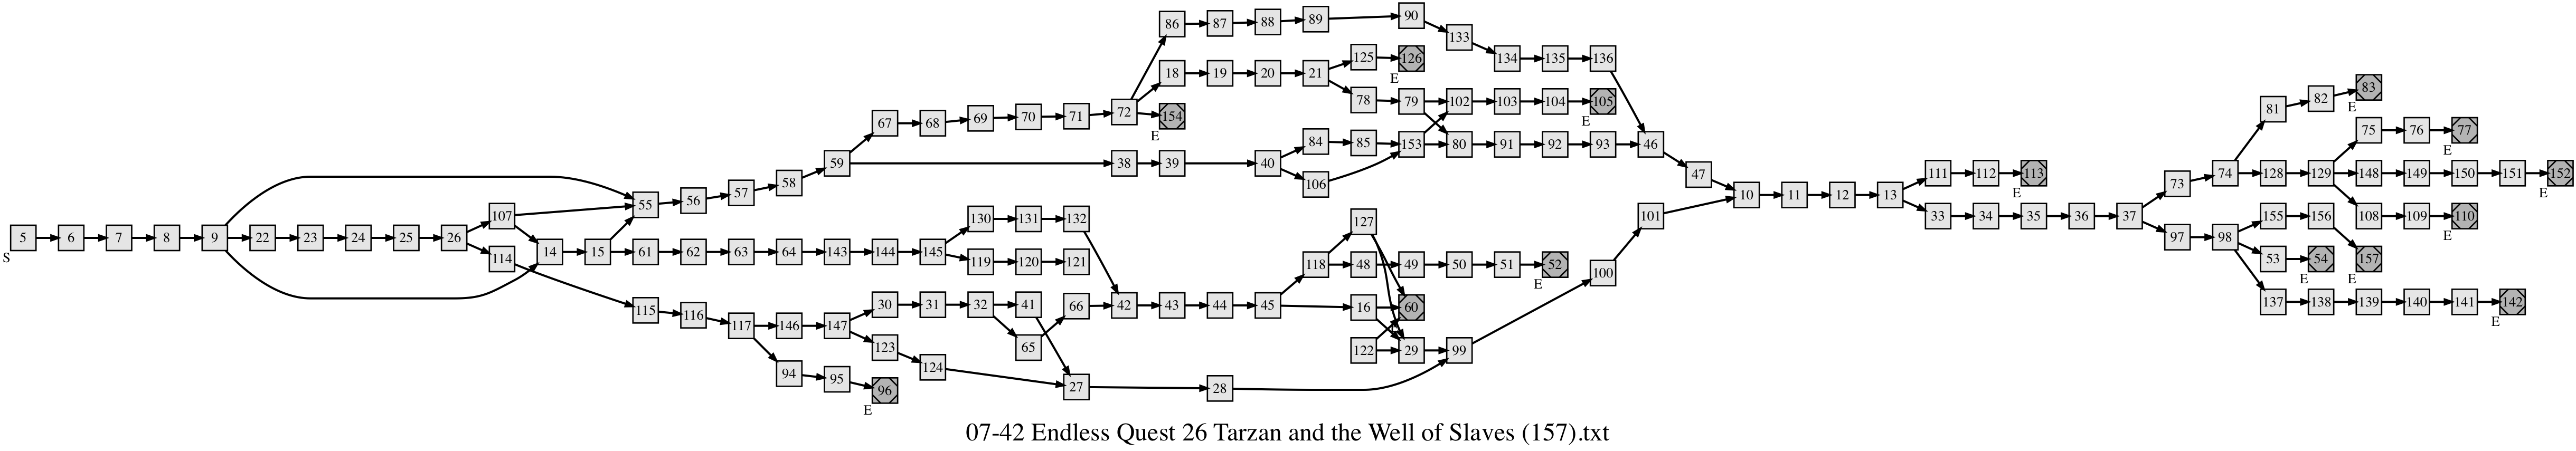 86 87 88 89 90
133
125 126 134 135 136
E
18 19 20 21
81 82 83
E
78 79 102 103 104 105
E
67 68 69 70 71 72 154
E
75 76 77
E
84 85 153 80 91 92 93 46
59 38 39 40
58 106
57
56
55
47
10 11 12 13
111 112 113
E
73 74 128 129 148 149 150 151 152
E
5 6 7 8 9 22 23 24 25 26
S
107
114
14 15 61 62 63 64 143 144 145
130 131 132
119 120 121
127
118 48 49 50 51 52
E
101
100
33 34 35 36 37
97 98 155 156 157
E
53 54
E
108 109 110
E
137 138 139 140 141 142
E
30 31 32 41
66 42 43 44 45 16 60
65
115 116 117 146 147
123 124
122 29 99
94 95 96
E
27 28
07-42 Endless Quest 26 Tarzan and the Well of Slaves (157).txt